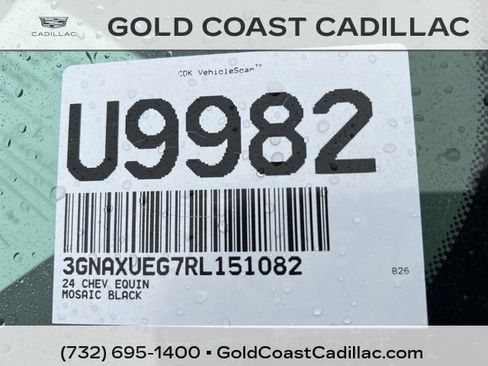 CADILLAC
GOLD COAST CADILLAC
CDK VehicleScan™
U9982
3GNAXUEG7RL151082
24 CHEV EQUIN
MOSAIC BLACK
B26
(732) 695-1400 ▪ GoldCoastCadillac.com